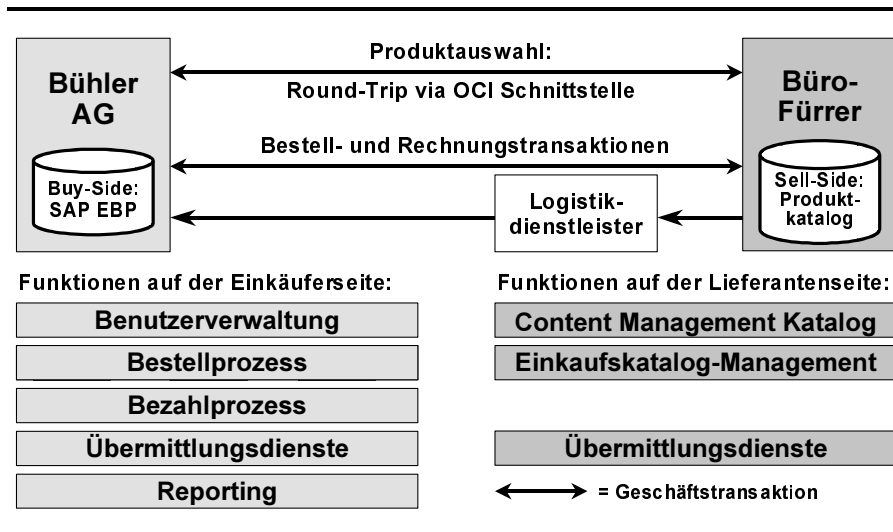 Bühler
AG
Buy-Side:
SAP EBP
Produktauswahl:
Round-Trip via OCI Schnittstelle
Bestell- und Rechnungstransaktionen
Logistik-
dienstleister
Büro-
Fürrer
Sell-Side:
Produkt-
katalog
Funktionen auf der Einkäuferseite:
Benutzerverwaltung
Bestellprozess
Bezahlprozess
Übermittlungsdienste
Reporting
Funktionen auf der Lieferantenseite:
Content Management Katalog
Einkaufskatalog-Management
Übermittlungsdienste
= Geschäftstransaktion